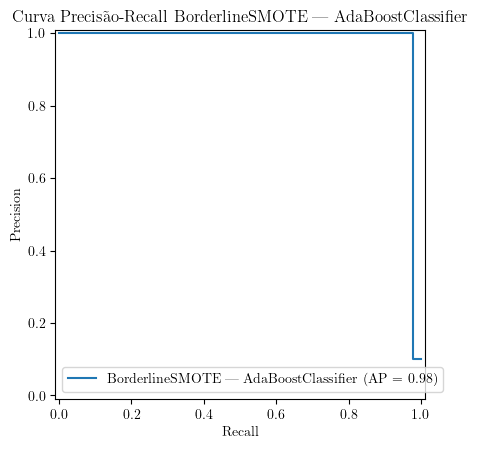 Curva Precisão-Recall BorderlineSMOTE — AdaBoostClassifier
1.0
0.8
0.6
0.4
0.2
0.0
Precision
BorderlineSMOTE — AdaBoostClassifier (AP = 0.98)
0.0 0.2 0.4 0.6 0.8 1.0
Recall